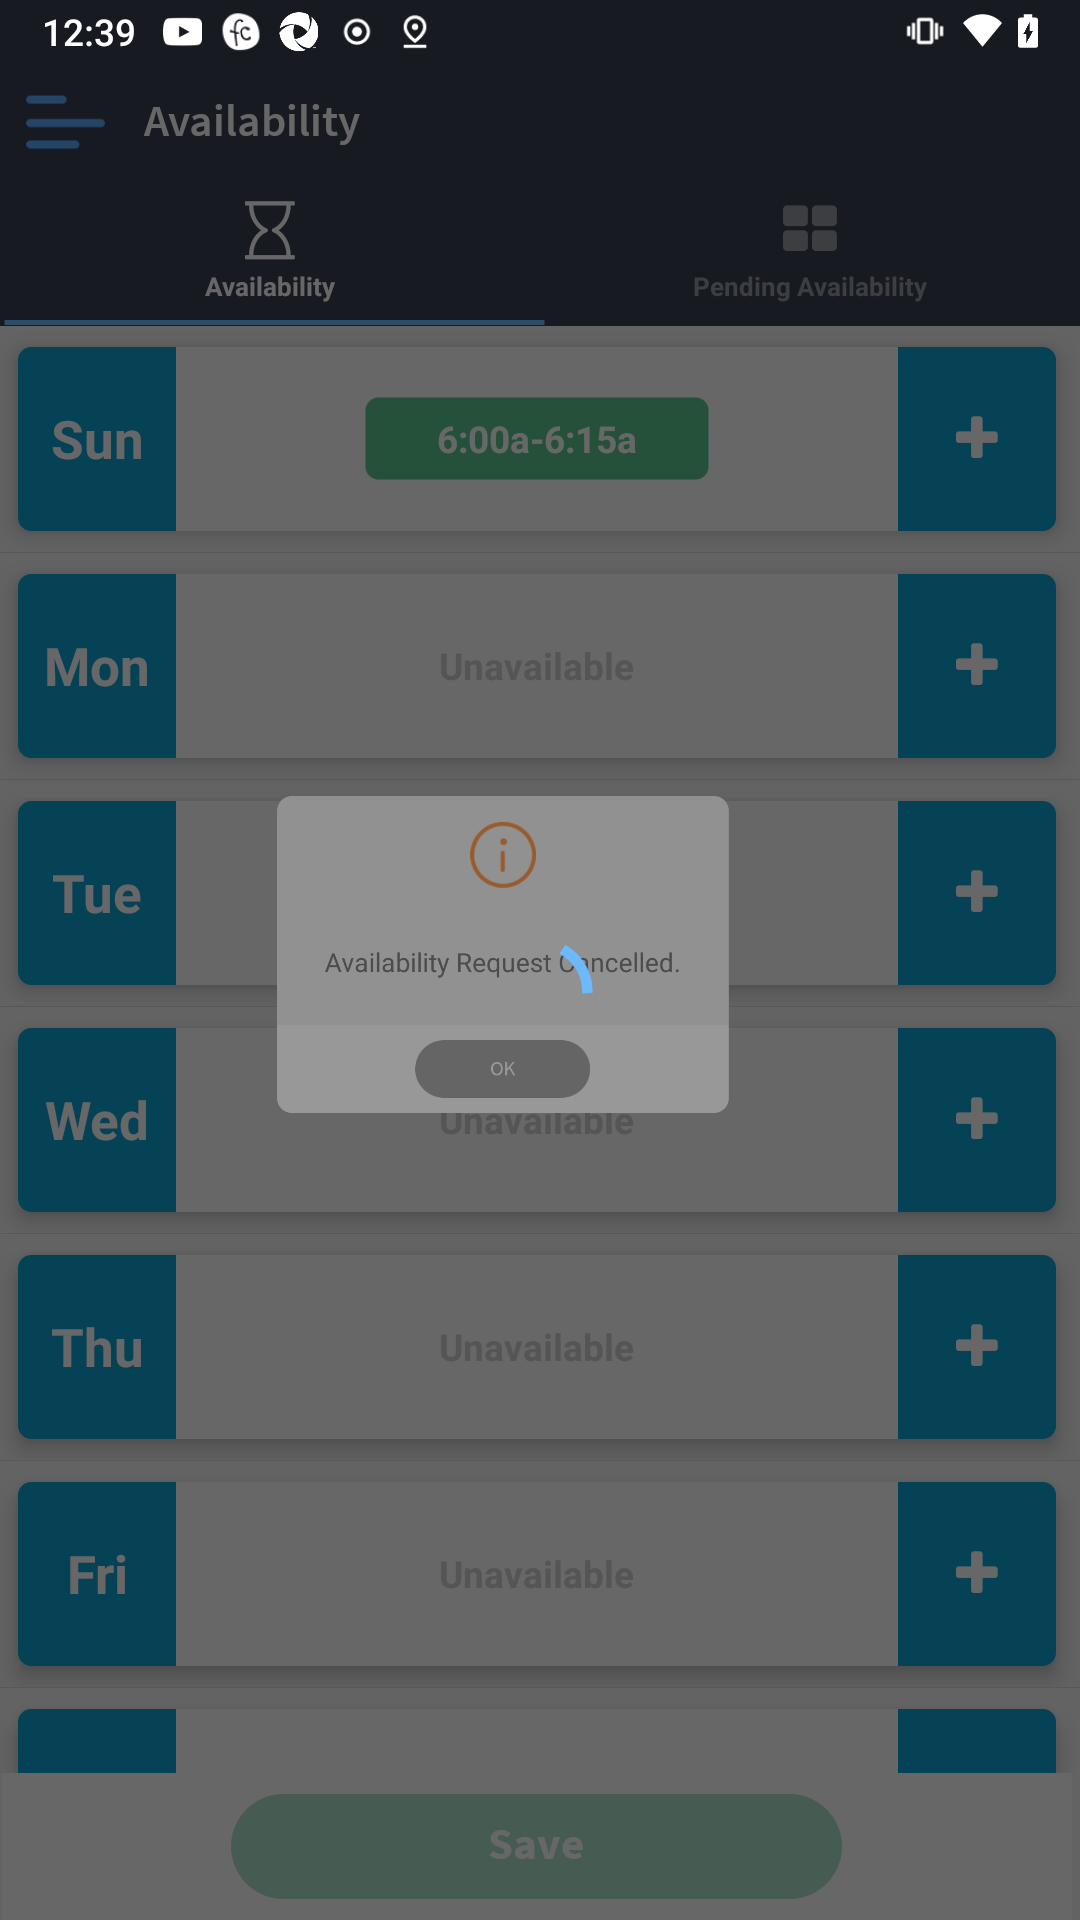 12:39
Availability
Availability
Pending Availability
Sun
6:00a-6:15a
Mon
Unavailable
Tue
Availability Request Cancelled.
OK
Wed
Unavailable
Thu
Unavailable
Fri
Unavailable
Save